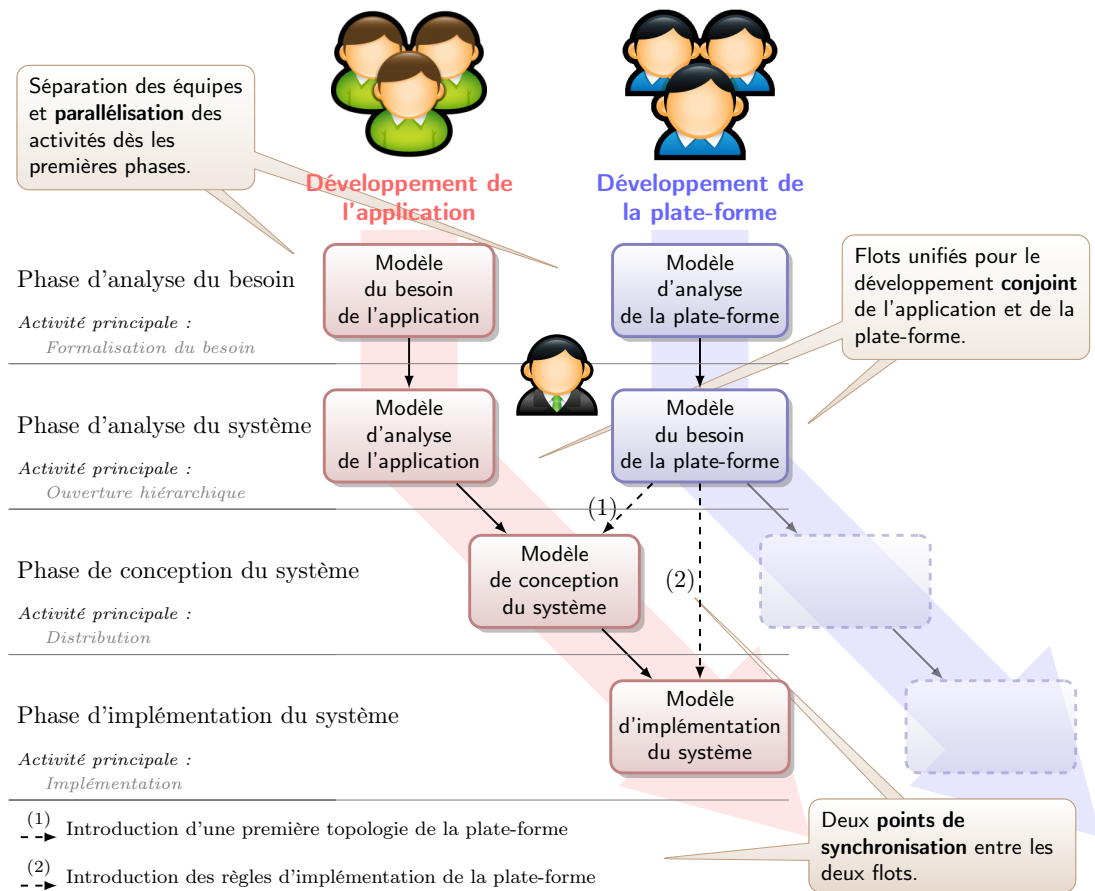 Séparation des équipes
et parallélisation des
activités dès les
premières phases.
Développement de
l'application
Développement de
la plate-forme
Phase d'analyse du besoin
Activité principale :
Formalisation du besoin
Modèle
du besoin
de l'application
Modèle
d'analyse
de la plate-forme
Flots unifiés pour le
développement conjoint
de l'application et de la
plate-forme.
Phase d'analyse du système
Activité principale :
Ouverture hiérarchique
Modèle
d'analyse
de l'application
Modèle
du besoin
de la plate-forme
(1)
(2)
Phase de conception du système
Activité principale :
Distribution
Modèle
de conception
du système
Phase d'implémentation du système
Activité principale :
Implémentation
Modèle
d'implémentation
du système
(1) Introduction d'une première topologie de la plate-forme
(2) Introduction des règles d'implémentation de la plate-forme
Deux points de
synchronisation entre les
deux flots.